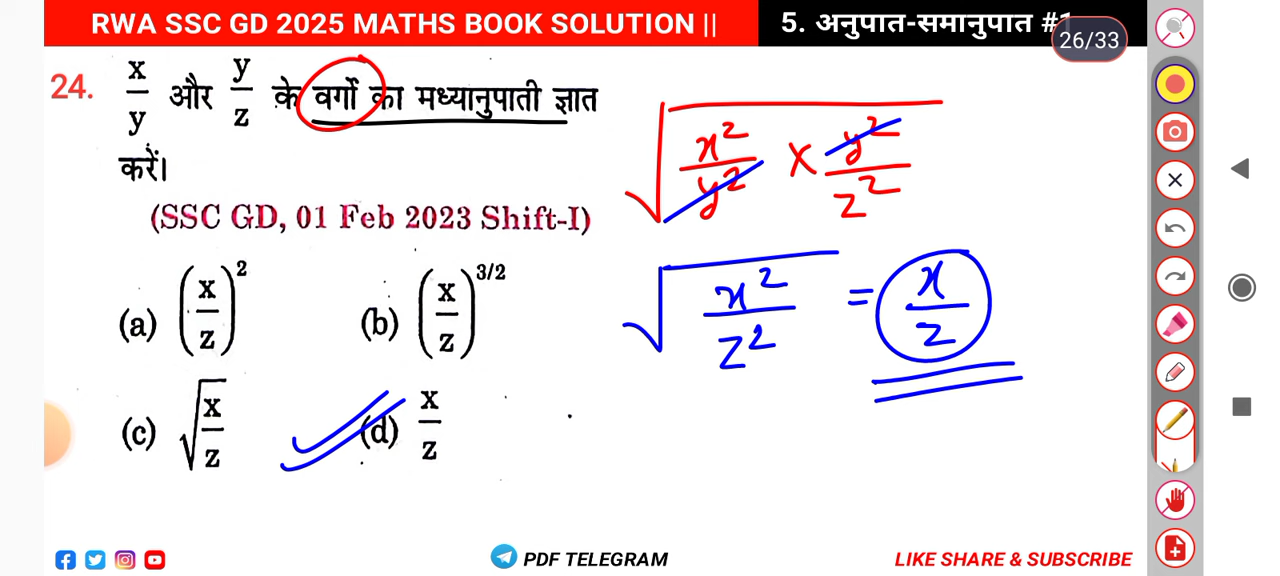 RWA SSC GD 2025 MATHS BOOK SOLUTION ||
5. अनुपात-समानुपात #1
26/33
24. x/y और y/z के वर्गों का मध्यानुपाती ज्ञात
करें।
(SSC GD, 01 Feb 2023 Shift-I)
(a) (x/z)^2 (b) (x/z)^3/2
(c) √(x/z) (d) x/z
√(x²/y² × y²/z²)
√(x²/z²) = x/z
PDF TELEGRAM
LIKE SHARE & SUBSCRIBE